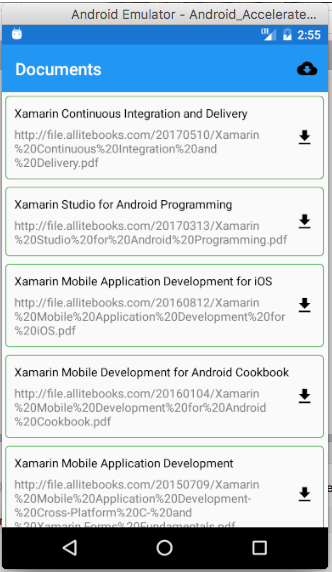 Android Emulator - Android_Accelerate...
2:55
Documents
Xamarin Continuous Integration and Delivery
http://file.allitebooks.com/20170510/Xamarin
%20Continuous%20Integration%20and
%20Delivery.pdf
Xamarin Studio for Android Programming
http://file.allitebooks.com/20170313/Xamarin
%20Studio%20for%20Android%20Programming.pdf
Xamarin Mobile Application Development for iOS
http://file.allitebooks.com/20160812/Xamarin
%20Mobile%20Application%20Development%20for
%20iOS.pdf
Xamarin Mobile Development for Android Cookbook
http://file.allitebooks.com/20160104/Xamarin
%20Mobile%20Development%20for%20Android
%20Cookbook.pdf
Xamarin Mobile Application Development
http://file.allitebooks.com/20150709/Xamarin
%20Mobile%20Application%20Development-
%20Cross-Platform%20C-%20and
%20Xamarin.Forms%20Fundamentals.pdf